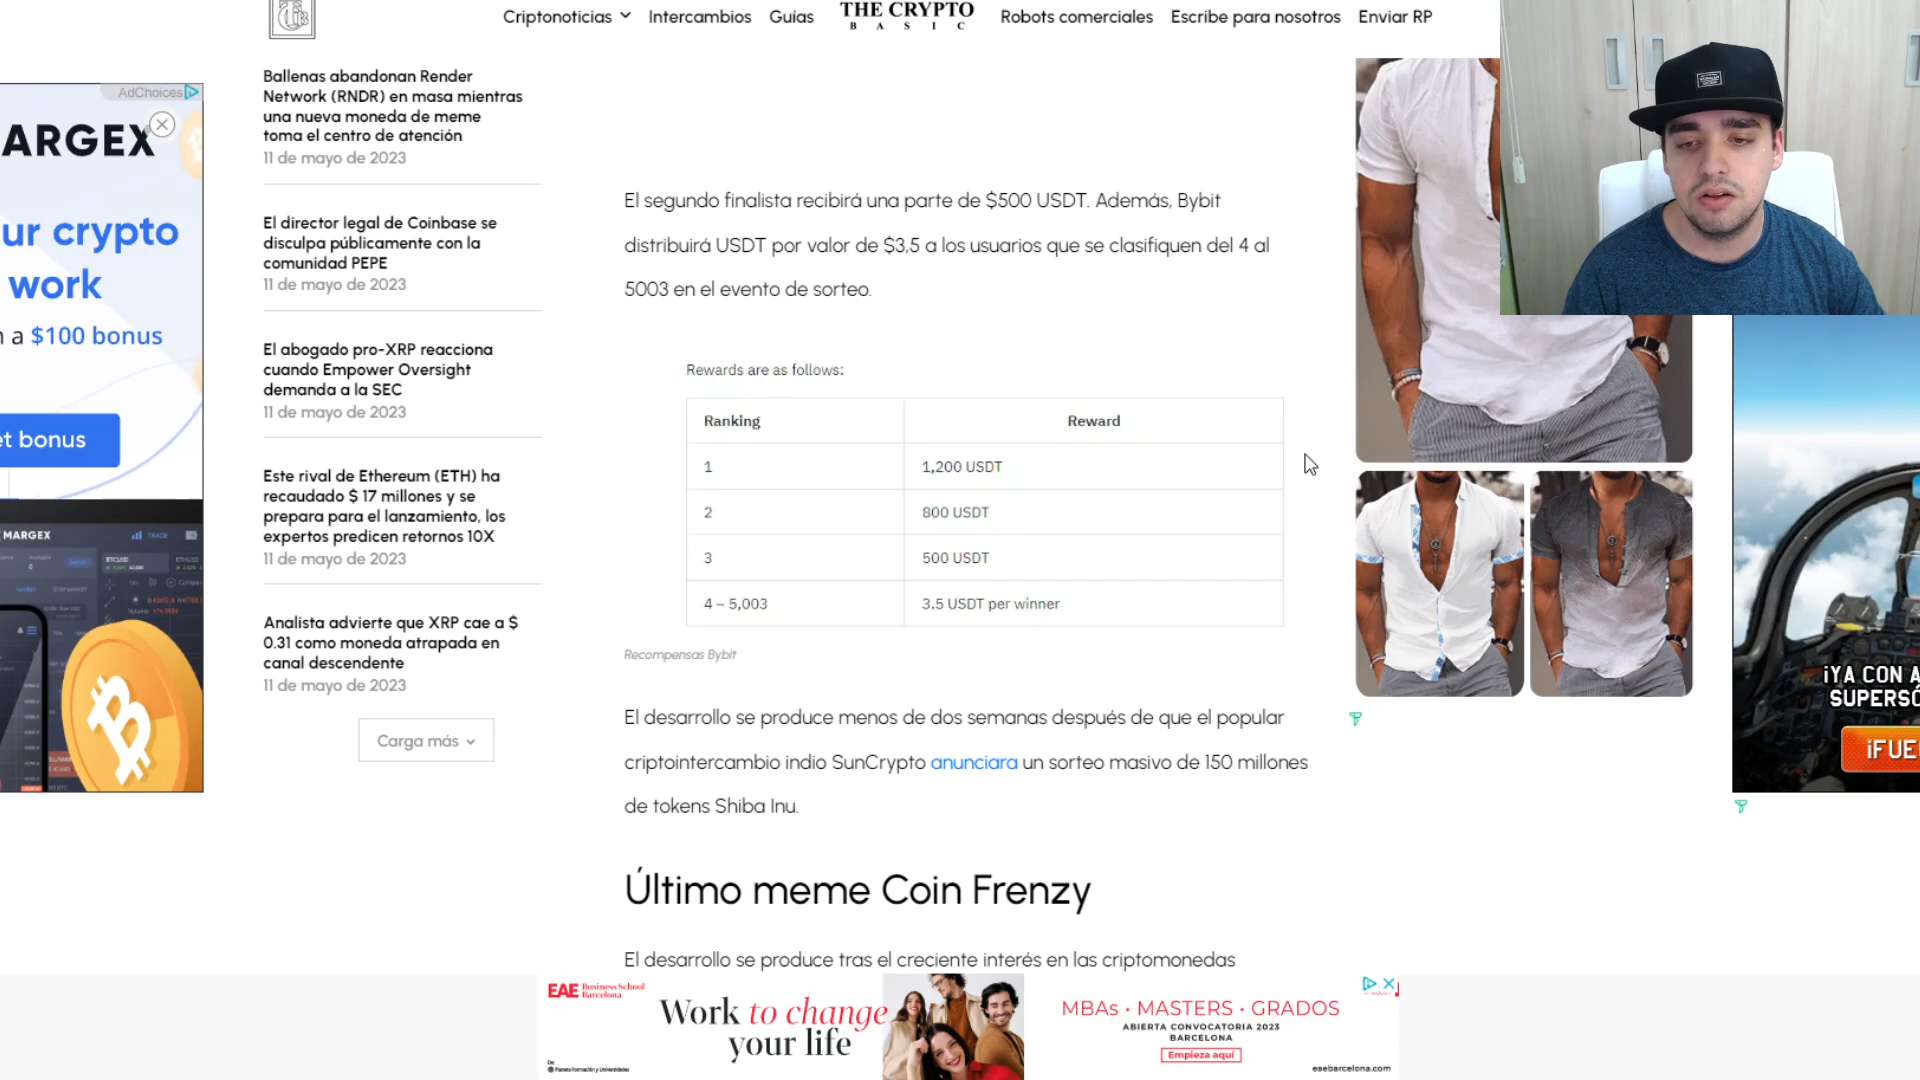 Criptonoticias
Intercambios
Guías
THE CRYPTO
BASIC
Robots comerciales
Escribe para nosotros
Enviar RP
AdChoices
ARGEX
ur crypto
work
a $100 bonus
et bonus
MARGEX
TRADE
Ballenas abandonan Render
Network (RNDR) en masa mientras
una nueva moneda de meme
toma el centro de atención
11 de mayo de 2023
El director legal de Coinbase se
disculpa públicamente con la
comunidad PEPE
11 de mayo de 2023
El abogado pro-XRP reacciona
cuando Empower Oversight
demanda a la SEC
11 de mayo de 2023
Este rival de Ethereum (ETH) ha
recaudado $ 17 millones y se
prepara para el lanzamiento, los
expertos predicen retornos 10X
11 de mayo de 2023
Analista advierte que XRP cae a $
0.31 como moneda atrapada en
canal descendente
11 de mayo de 2023
Carga más
El segundo finalista recibirá una parte de $500 USDT. Además, Bybit
distribuirá USDT por valor de $3,5 a los usuarios que se clasifiquen del 4 al
5003 en el evento de sorteo.
Rewards are as follows:
Ranking Reward
1 1,200 USDT
2 800 USDT
3 500 USDT
4 – 5,003 3.5 USDT per winner
Recompensas Bybit
El desarrollo se produce menos de dos semanas después de que el popular
criptointercambio indio SunCrypto anunciara un sorteo masivo de 150 millones
de tokens Shiba Inu.
Último meme Coin Frenzy
El desarrollo se produce tras el creciente interés en las criptomonedas
¡YA CON A
SUPERSÓ
¡FUE
EAE Business School
Barcelona
Work to change
your life
De:
Planeta Formación y Universidades
MBAs • MASTERS • GRADOS
ABIERTA CONVOCATORIA 2023
BARCELONA
Empieza aquí
eaebarcelona.com